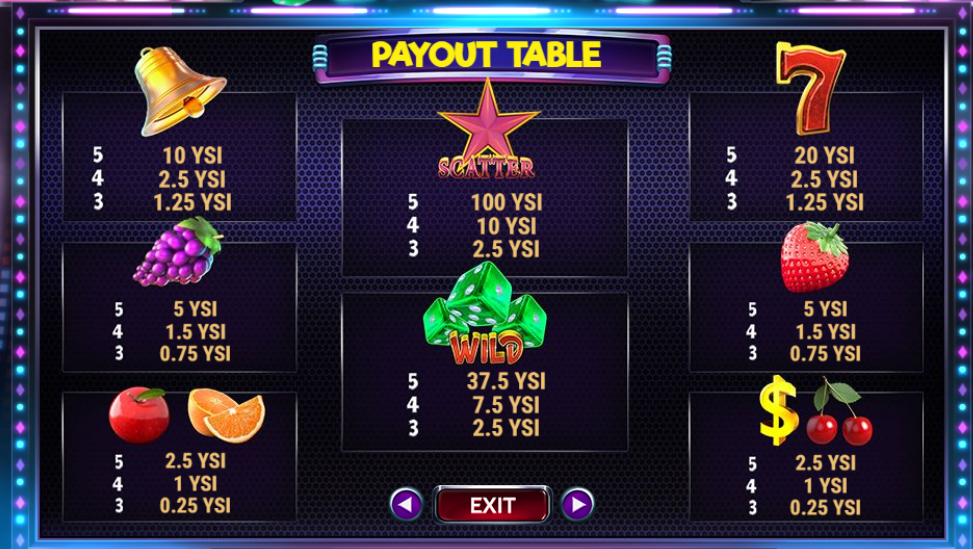 PAYOUT TABLE
5 10 YSI
4 2.5 YSI
3 1.25 YSI
SCATTER
5 100 YSI
4 10 YSI
3 2.5 YSI
7
5 20 YSI
4 2.5 YSI
3 1.25 YSI
5 5 YSI
4 1.5 YSI
3 0.75 YSI
WILD
5 37.5 YSI
4 7.5 YSI
3 2.5 YSI
5 5 YSI
4 1.5 YSI
3 0.75 YSI
5 2.5 YSI
4 1 YSI
3 0.25 YSI
$
5 2.5 YSI
4 1 YSI
3 0.25 YSI
EXIT